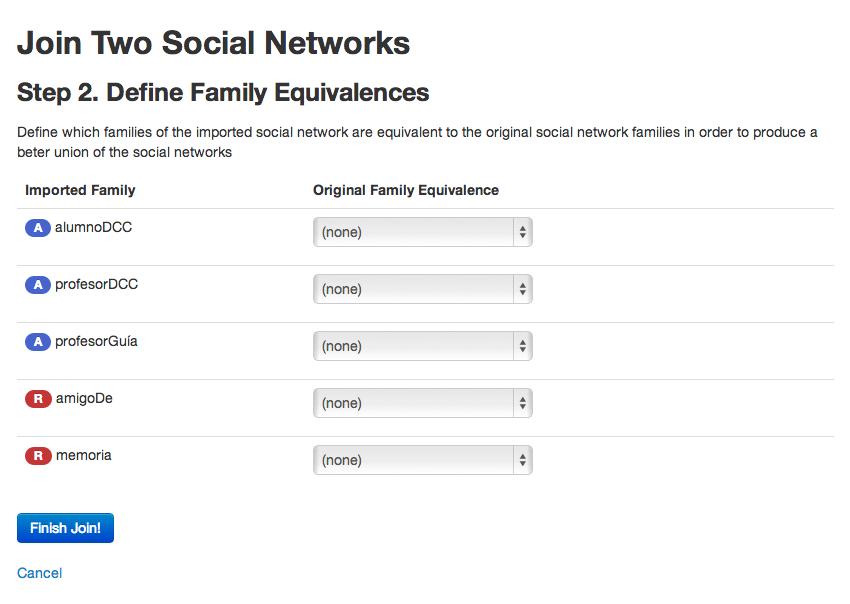 Join Two Social Networks
Step 2. Define Family Equivalences
Define which families of the imported social network are equivalent to the original social network families in order to produce a
beter union of the social networks
Imported Family Original Family Equivalence
A alumnoDCC (none)
A profesorDCC (none)
A profesorGuía (none)
R amigoDe (none)
R memoria (none)
Finish Join!
Cancel